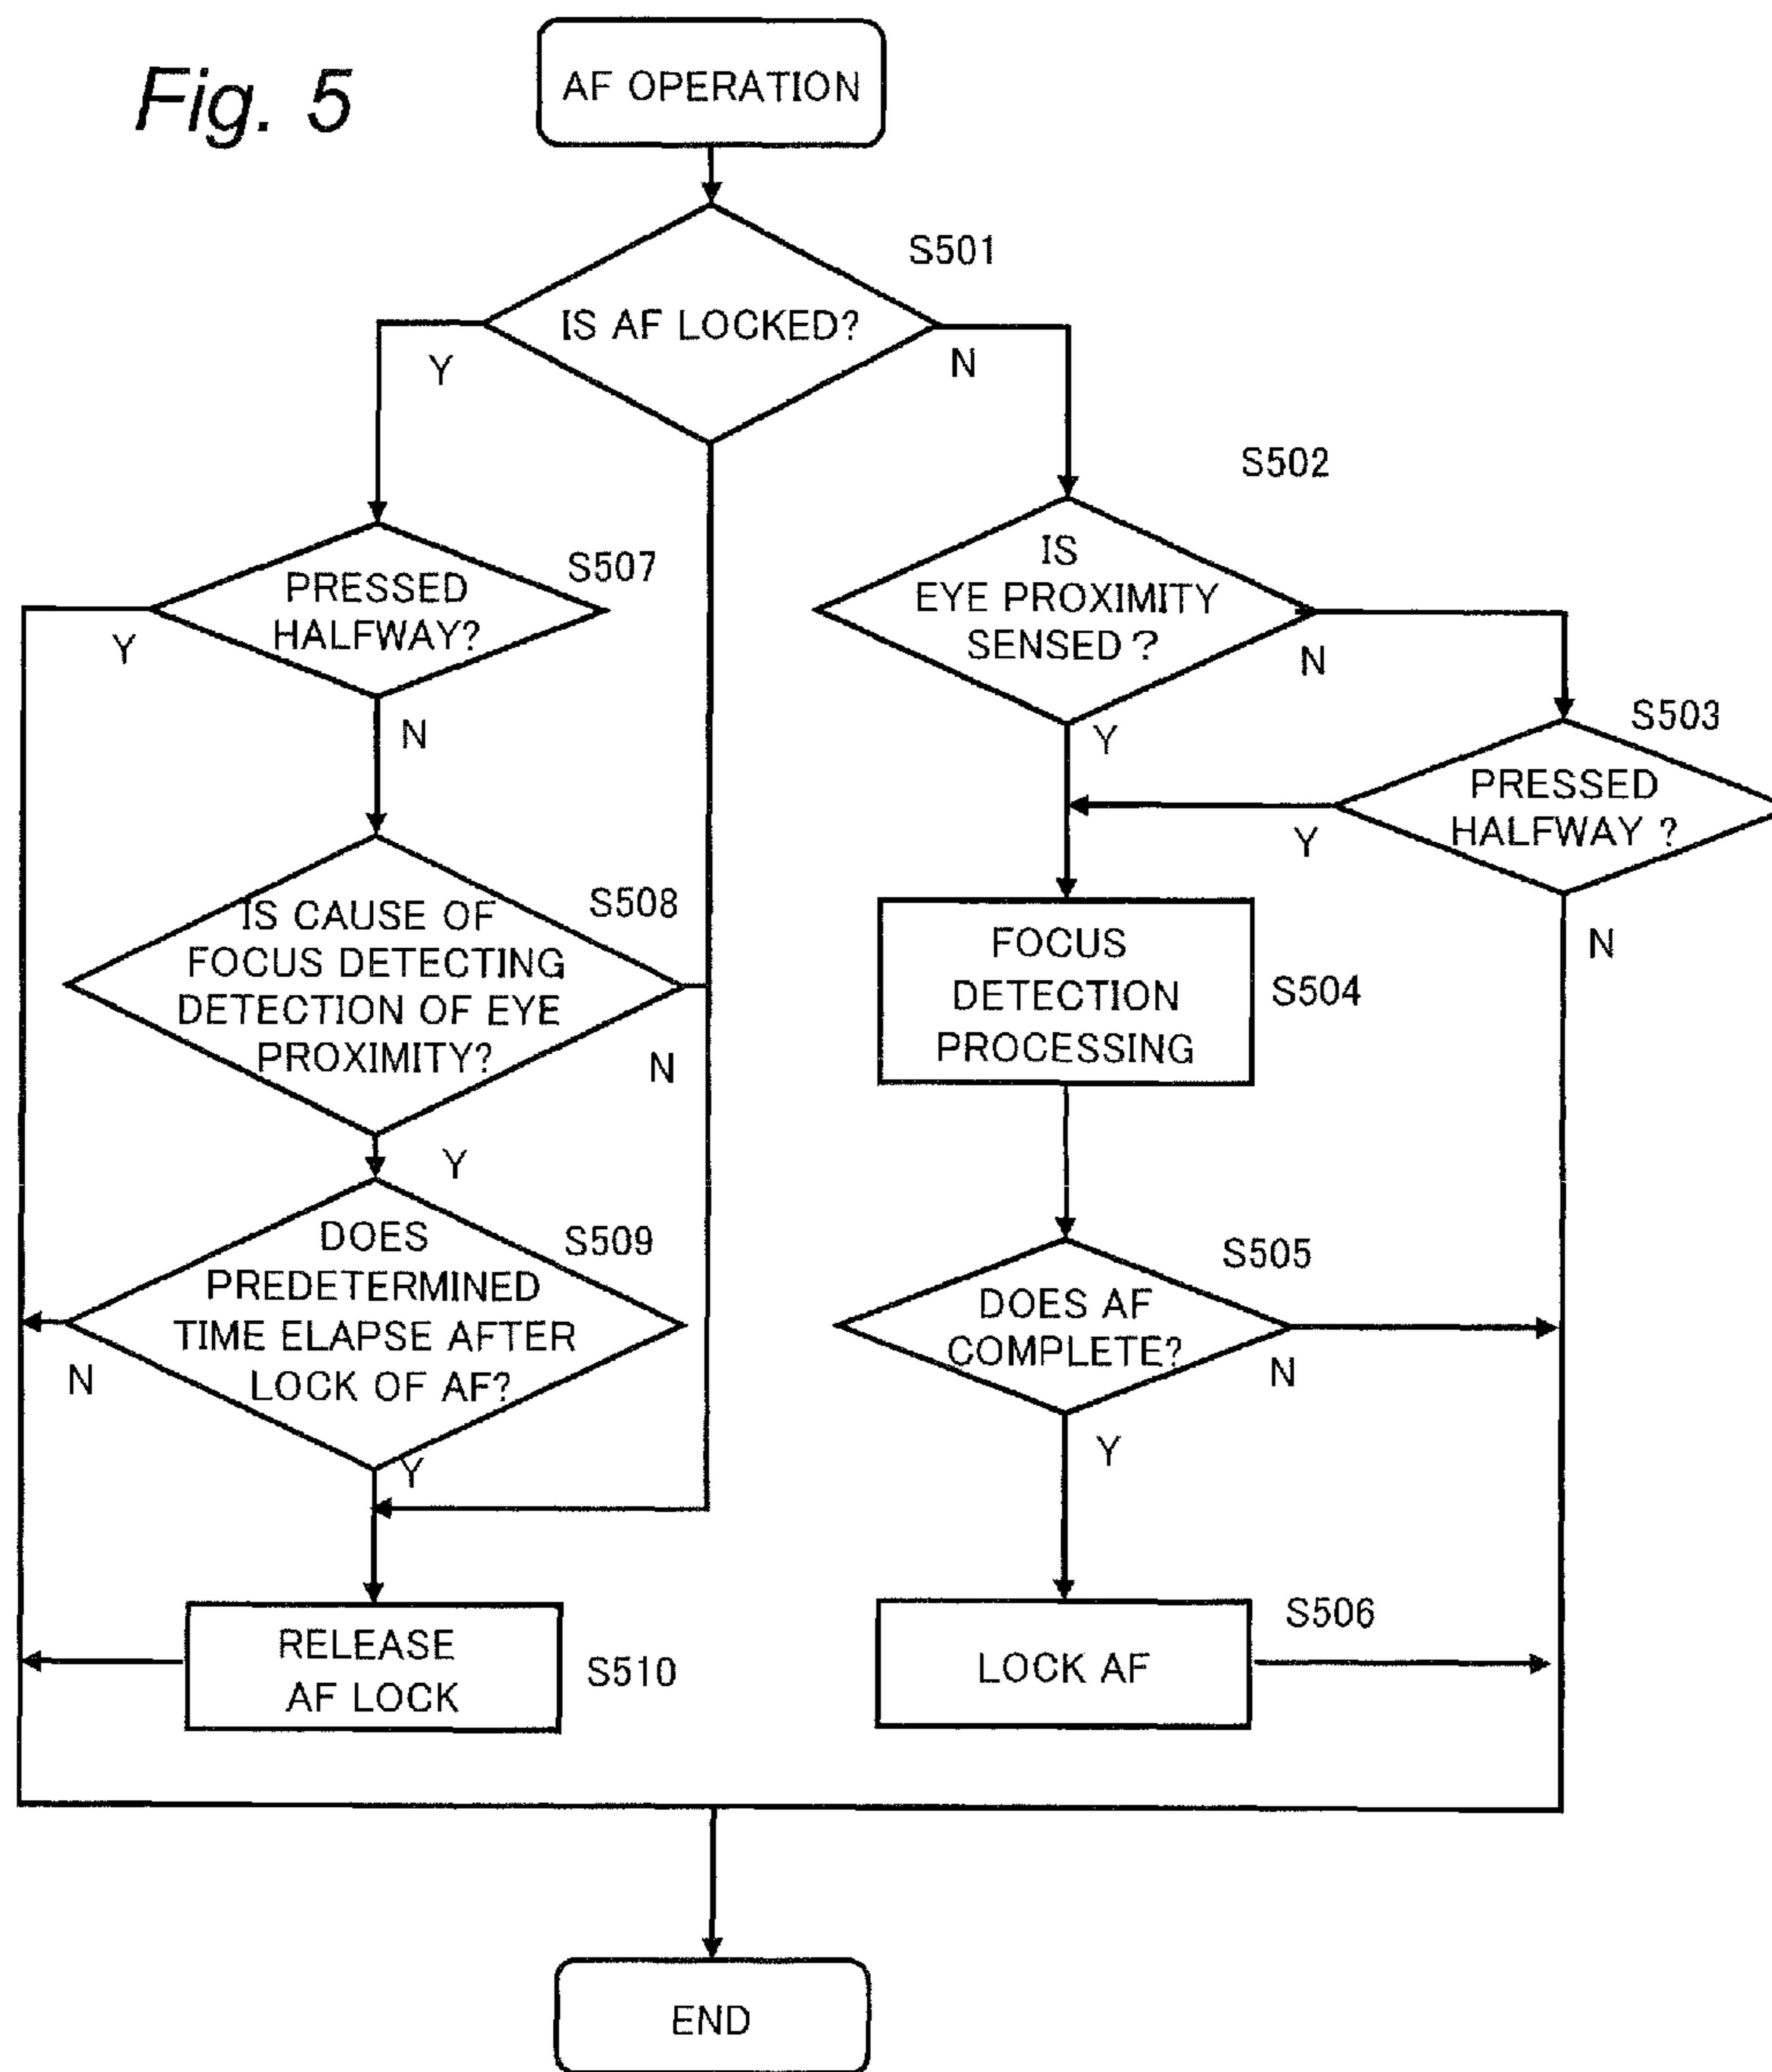 Fig. 5
AF OPERATION
S501
IS AF LOCKED?
Y
N
S502
IS
EYE PROXIMITY
SENSED ?
N
Y
S503
PRESSED
HALFWAY ?
Y
N
FOCUS
DETECTION
PROCESSING
S504
S505
DOES AF
COMPLETE?
N
Y
S506
LOCK AF
S507
PRESSED
HALFWAY?
Y
N
S508
IS CAUSE OF
FOCUS DETECTING
DETECTION OF EYE
PROXIMITY?
N
Y
S509
DOES
PREDETERMINED
TIME ELAPSE AFTER
LOCK OF AF?
N
Y
RELEASE
AF LOCK
S510
END